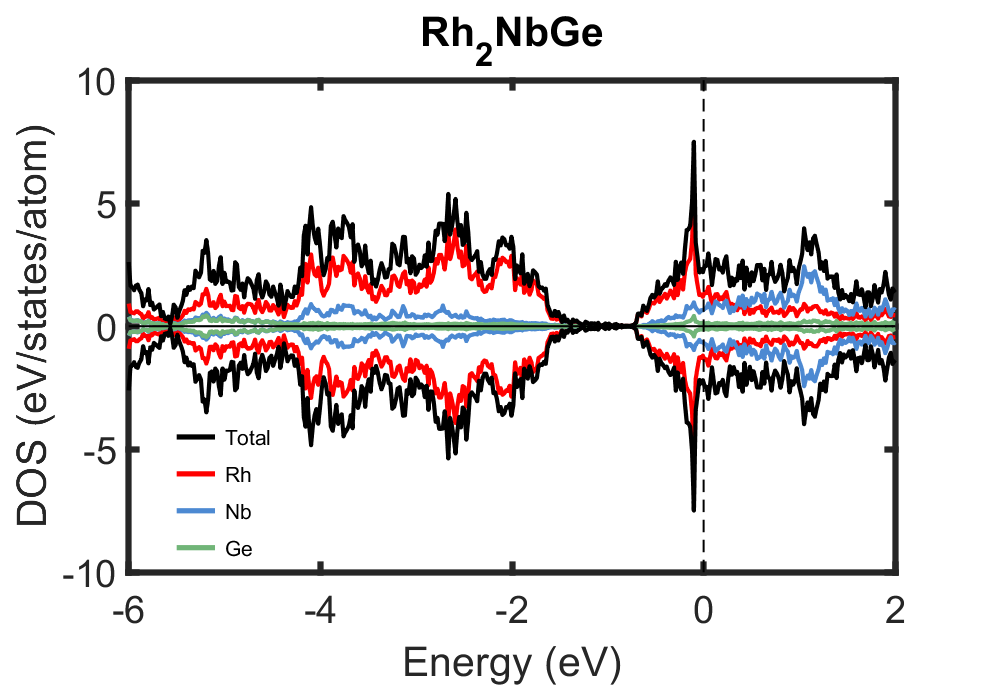 Rh₂NbGe
DOS (eV/states/atom)
10
5
0
-5
-10
Total
Rh
Nb
Ge
-6 -4 -2 0 2
Energy (eV)